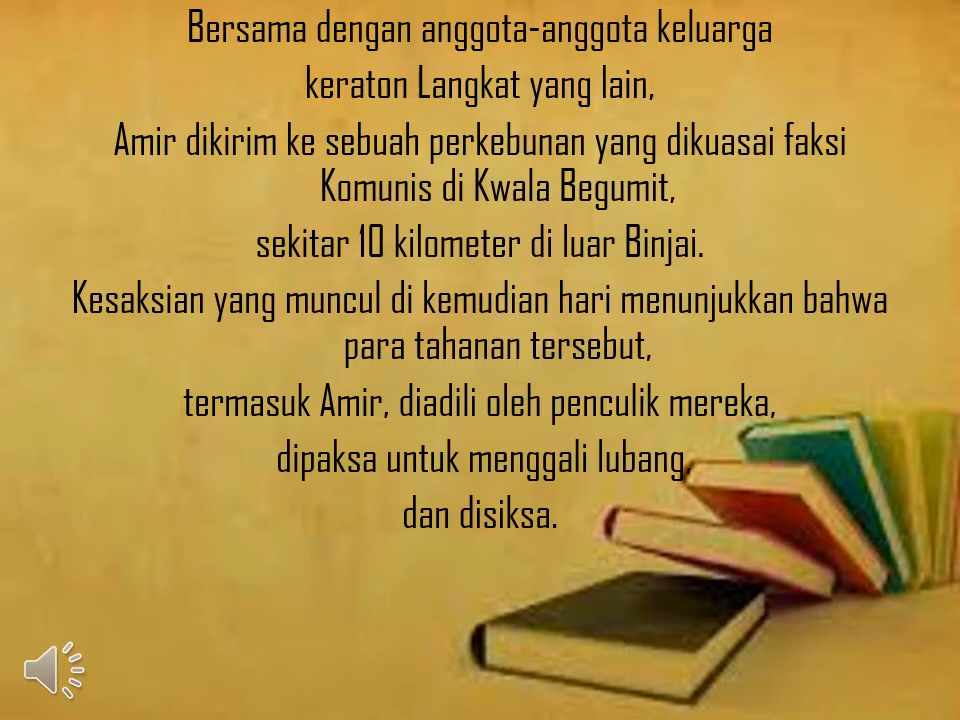 Bersama dengan anggota-anggota keluarga
keraton Langkat yang lain,
Amir dikirim ke sebuah perkebunan yang dikuasai faksi
Komunis di Kwala Begumit,
sekitar 10 kilometer di luar Binjai.
Kesaksian yang muncul di kemudian hari menunjukkan bahwa
para tahanan tersebut,
termasuk Amir, diadili oleh penculik mereka,
dipaksa untuk menggali lubang,
dan disiksa.